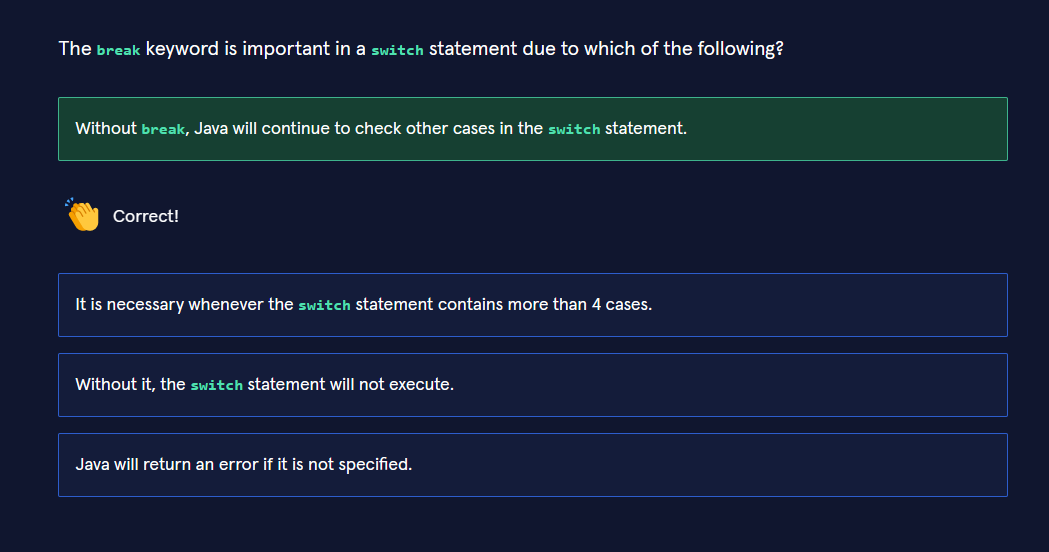 The break keyword is important in a switch statement due to which of the following?
Without break, Java will continue to check other cases in the switch statement.
Correct!
It is necessary whenever the switch statement contains more than 4 cases.
Without it, the switch statement will not execute.
Java will return an error if it is not specified.